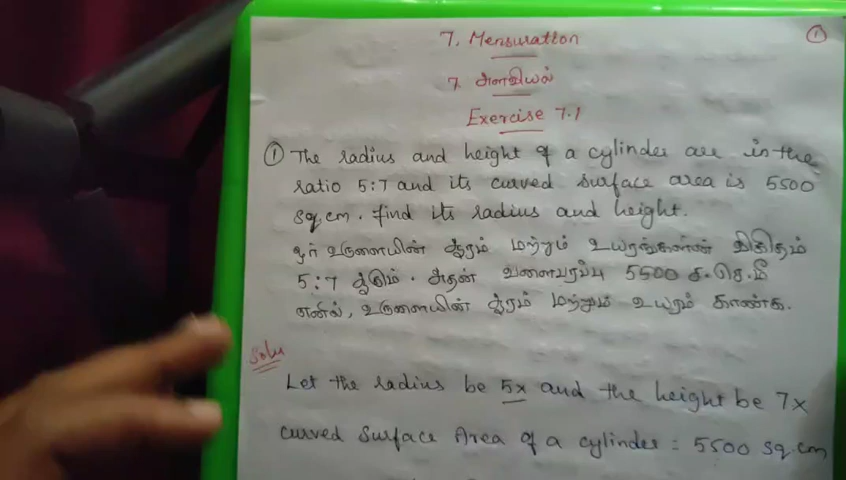 ①
7. Mensuration
7. அளவியல்
Exercise 7.1
① The radius and height of a cylinder are in the
ratio 5:7 and its curved surface area is 5500
sq.cm. find its radius and height.
ஓர் உருளையின் ஆரம் மற்றும் உயரங்களின் விகிதம்
5:7 ஆகும். அதன் வளைபரப்பு 5500 ச.செ.மீ
எனில், உருளையின் ஆரம் மற்றும் உயரம் காண்க.
Solu
Let the radius be 5x and the height be 7x
curved Surface Area of a cylinder = 5500 sq.cm